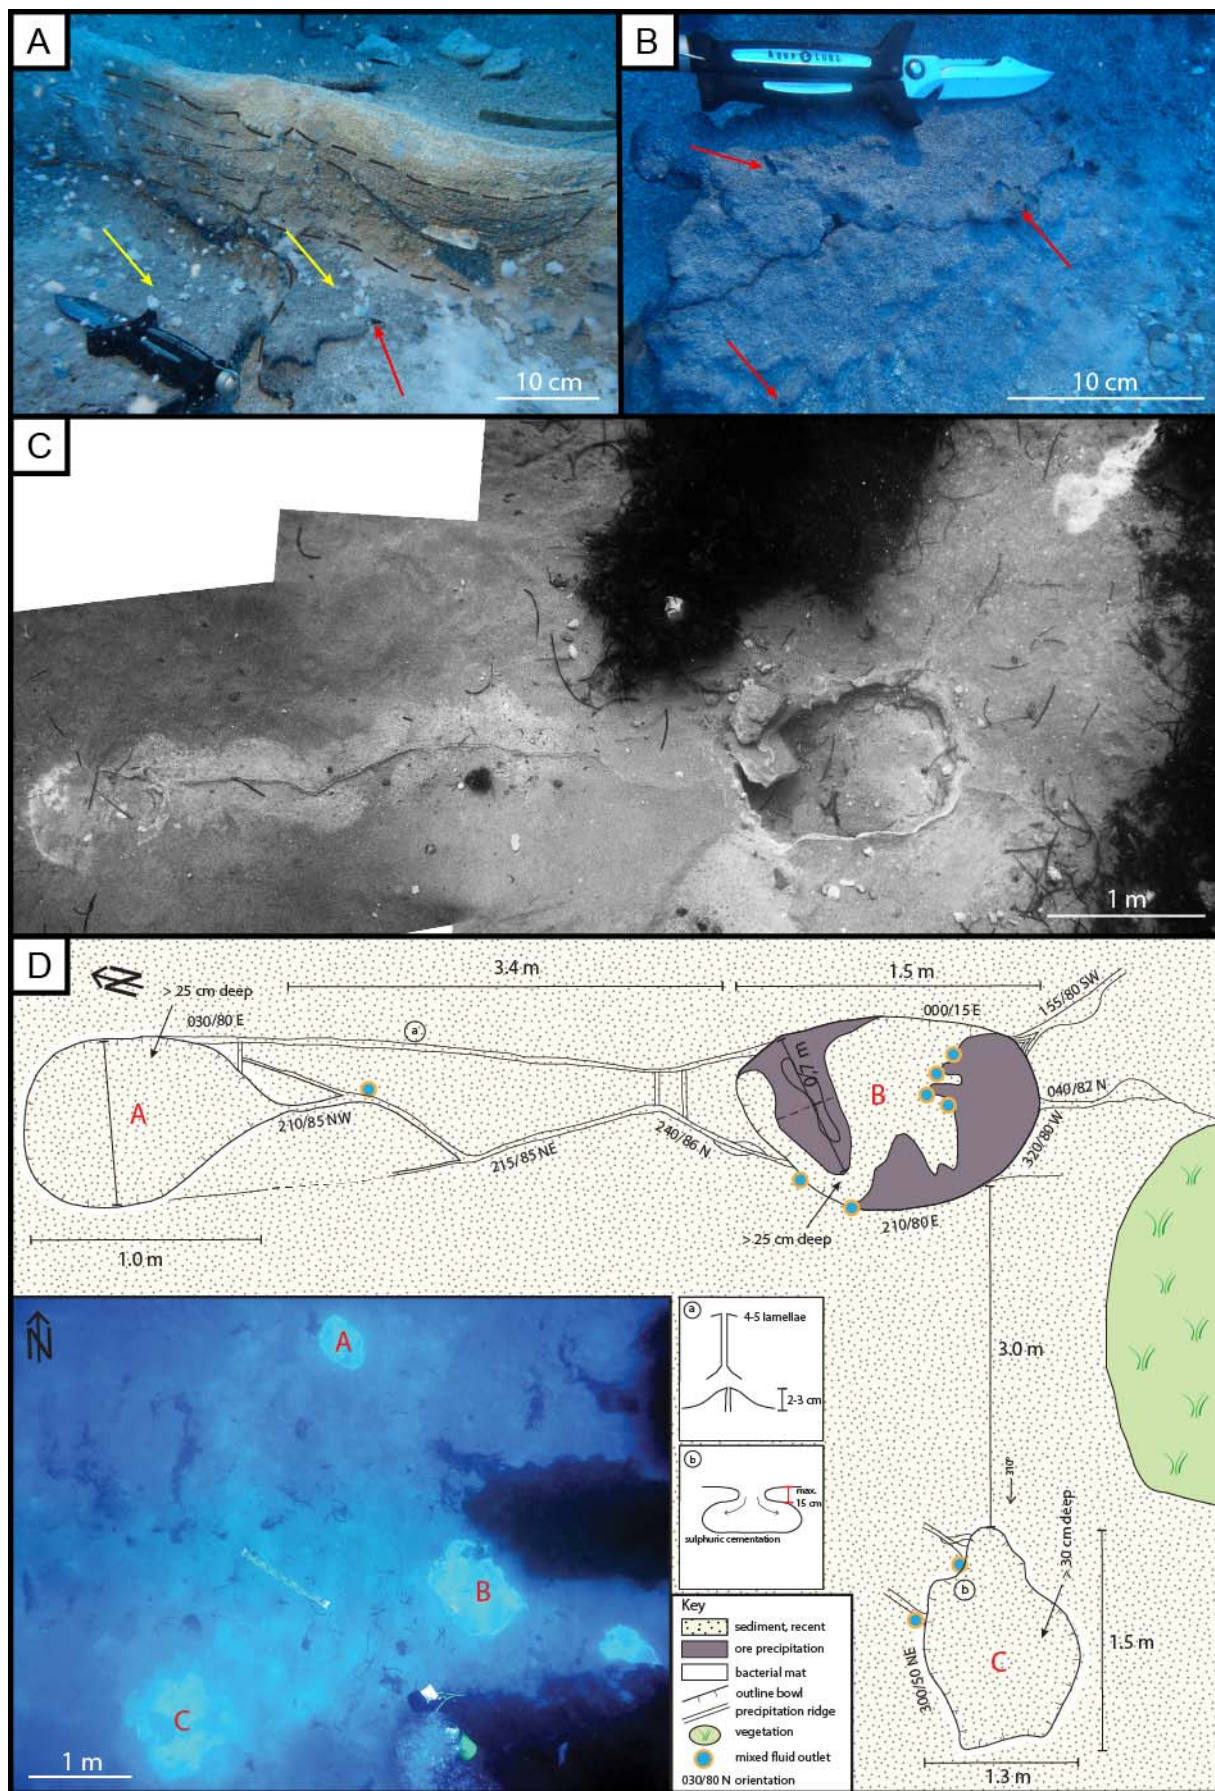 A
B
AQUA LUNG
10 cm
10 cm
C
1 m
D
N
3.4 m
1.5 m
> 25 cm deep
030/80 E
a
000/15 E
155/80 SW
0,7 m
A
B
040/82 N
210/85 NW
215/85 NE
240/86 N
320/80 W
> 25 cm deep
210/80 E
1.0 m
N
A
B
C
1 m
a
4-5 lamellae
2-3 cm
b
max.
15 cm
sulphuric cementation
3.0 m
310°
> 30 cm deep
b
C
300/50 NE
1.5 m
1.3 m
Key
sediment, recent
ore precipitation
bacterial mat
outline bowl
precipitation ridge
vegetation
mixed fluid outlet
030/80 N orientation